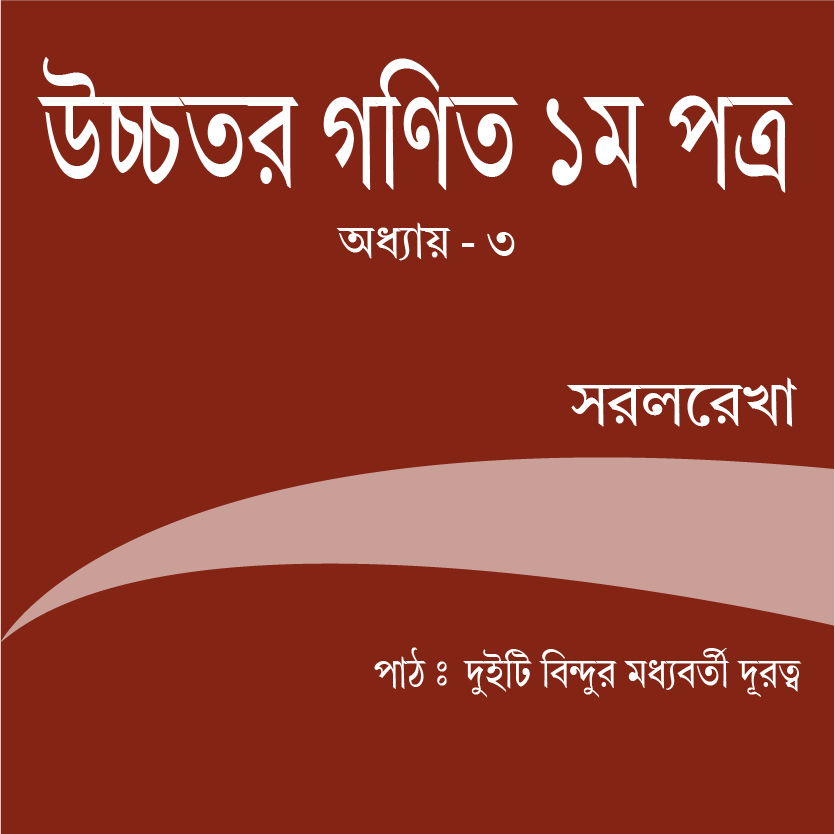 উচ্চতর গণিত ১ম পত্র
অধ্যায় - ৩
সরলরেখা
পাঠ ঃ দুইটি বিন্দুর মধ্যবর্তী দূরত্ব